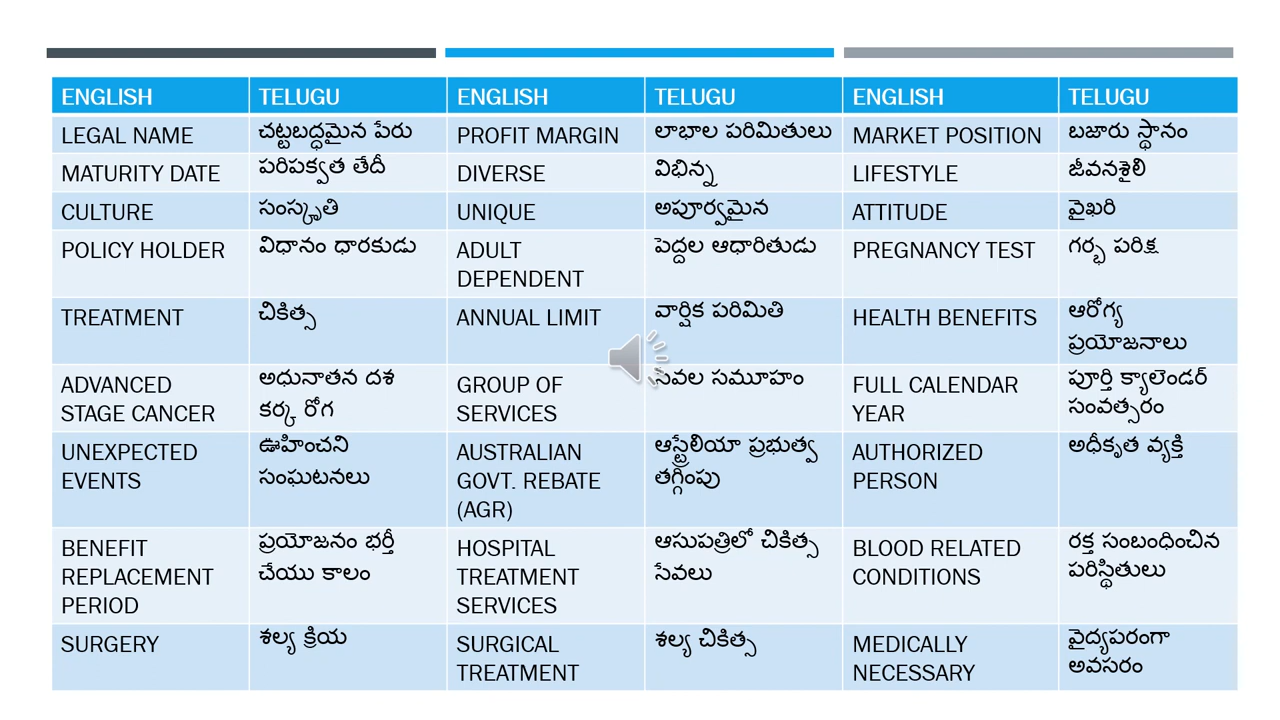 ENGLISH TELUGU ENGLISH TELUGU ENGLISH TELUGU
LEGAL NAME చట్టబద్ధమైన పేరు PROFIT MARGIN లాభాల పరిమితులు MARKET POSITION బజారు స్థానం
MATURITY DATE పరిపక్వత తేదీ DIVERSE విభిన్న LIFESTYLE జీవనశైలి
CULTURE సంస్కృతి UNIQUE అపూర్వమైన ATTITUDE వైఖరి
POLICY HOLDER విధానం ధారకుడు ADULT పెద్దల ఆధారితుడు PREGNANCY TEST గర్భ పరిక్ష
DEPENDENT
TREATMENT చికిత్స ANNUAL LIMIT వార్షిక పరిమితి HEALTH BENEFITS ఆరోగ్య
ప్రయోజనాలు
ADVANCED అధునాతన దశ GROUP OF సేవల సమూహం FULL CALENDAR పూర్తి క్యాలెండర్
STAGE CANCER కర్క రోగ SERVICES YEAR సంవత్సరం
UNEXPECTED ఊహించని AUSTRALIAN ఆస్ట్రేలియా ప్రభుత్వ AUTHORIZED అధీకృత వ్యక్తి
EVENTS సంఘటనలు GOVT. REBATE తగ్గింపు PERSON
(AGR)
BENEFIT ప్రయోజనం భర్తీ HOSPITAL ఆసుపత్రిలో చికిత్స BLOOD RELATED రక్త సంబంధించిన
REPLACEMENT చేయు కాలం TREATMENT సేవలు CONDITIONS పరిస్థితులు
PERIOD SERVICES
SURGERY శల్య క్రియ SURGICAL శల్య చికిత్స MEDICALLY వైద్యపరంగా
TREATMENT NECESSARY అవసరం